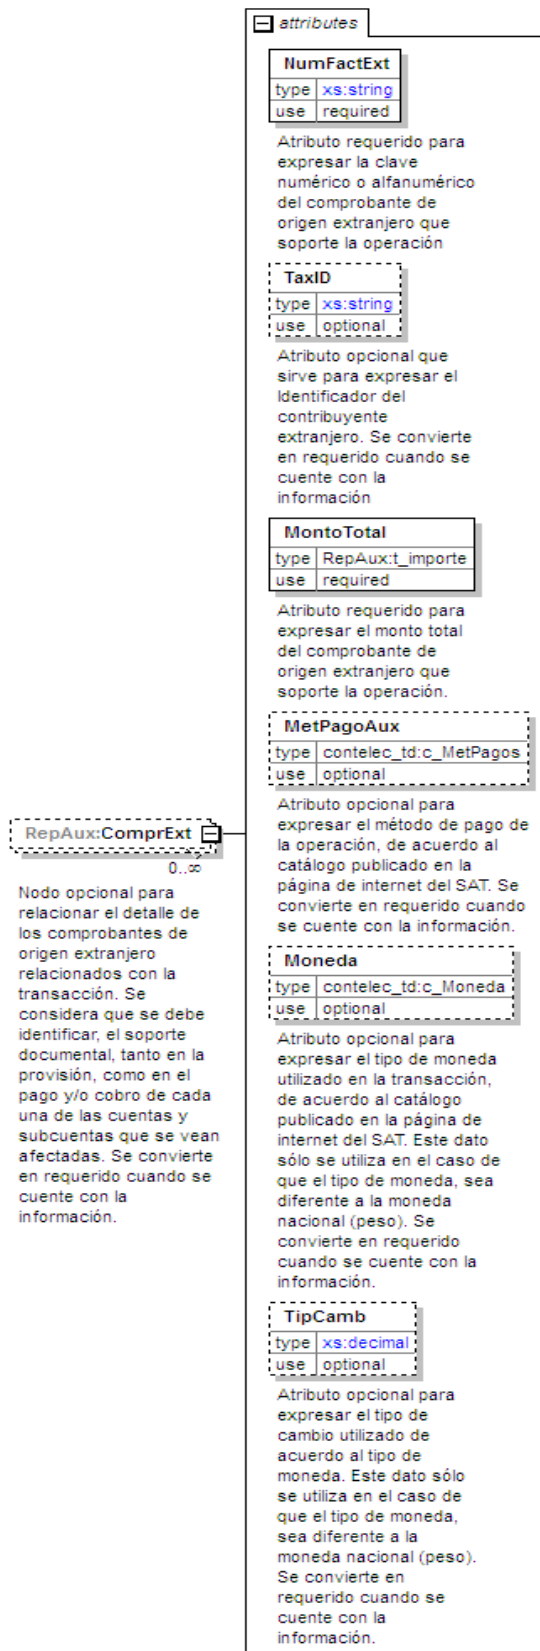 attributes
NumFactExt
type xs:string
use required
Atributo requerido para
expresar la clave
numérico o alfanumérico
del comprobante de
origen extranjero que
soporte la operación
TaxID
type xs:string
use optional
Atributo opcional que
sirve para expresar el
Identificador del
contribuyente
extranjero. Se convierte
en requerido cuando se
cuente con la
información
MontoTotal
type RepAux:t_importe
use required
Atributo requerido para
expresar el monto total
del comprobante de
origen extranjero que
soporte la operación.
MetPagoAux
type contelec_td:c_MetPagos
use optional
Atributo opcional para
expresar el método de pago de
la operación, de acuerdo al
catálogo publicado en la
página de internet del SAT. Se
convierte en requerido cuando
se cuente con la información.
Moneda
type contelec_td:c_Moneda
use optional
Atributo opcional para
expresar el tipo de moneda
utilizado en la transacción,
de acuerdo al catálogo
publicado en la página de
internet del SAT. Este dato
sólo se utiliza en el caso de
que el tipo de moneda, sea
diferente a la moneda
nacional (peso). Se
convierte en requerido
cuando se cuente con la
información.
TipCamb
type xs:decimal
use optional
Atributo opcional para
expresar el tipo de
cambio utilizado de
acuerdo al tipo de
moneda. Este dato sólo
se utiliza en el caso de
que el tipo de moneda,
sea diferente a la
moneda nacional (peso).
Se convierte en
requerido cuando se
cuente con la
información.
RepAux:ComprExt
0..∞
Nodo opcional para
relacionar el detalle de
los comprobantes de
origen extranjero
relacionados con la
transacción. Se
considera que se debe
identificar, el soporte
documental, tanto en la
provisión, como en el
pago y/o cobro de cada
una de las cuentas y
subcuentas que se vean
afectadas. Se convierte
en requerido cuando se
cuente con la
información.